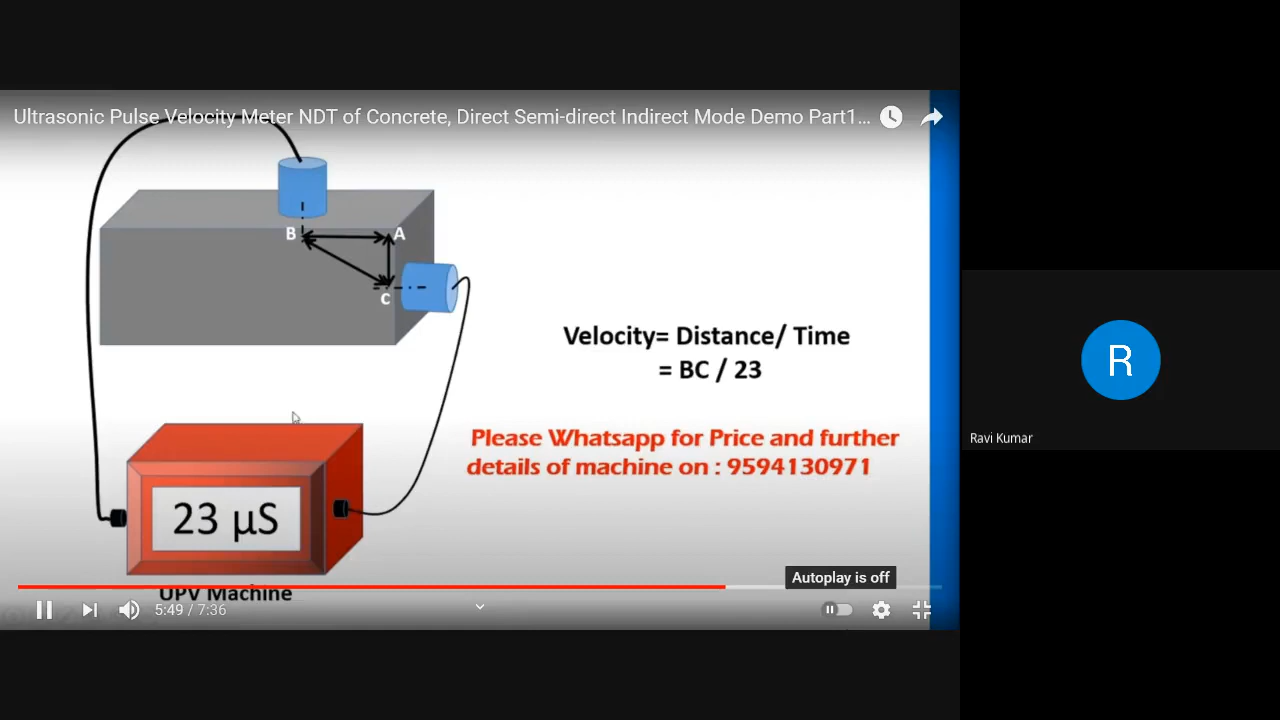 Ultrasonic Pulse Velocity Meter NDT of Concrete, Direct Semi-direct Indirect Mode Demo Part1...
B
A
C
Velocity= Distance/ Time
= BC / 23
Please Whatsapp for Price and further
details of machine on : 9594130971
23 µS
UPV Machine
Autoplay is off
5:49 / 7:36
R
Ravi Kumar